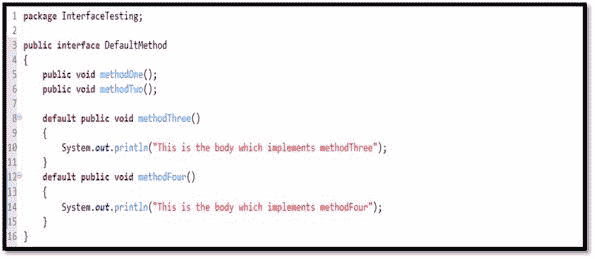 1 package InterfaceTesting;
2
3 public interface DefaultMethod
4 {
5 public void methodOne();
6 public void methodTwo();
7
8 default public void methodThree()
9 {
10 System.out.println("This is the body which implements methodThree");
11 }
12 default public void methodFour()
13 {
14 System.out.println("This is the body which implements methodFour");
15 }
16 }